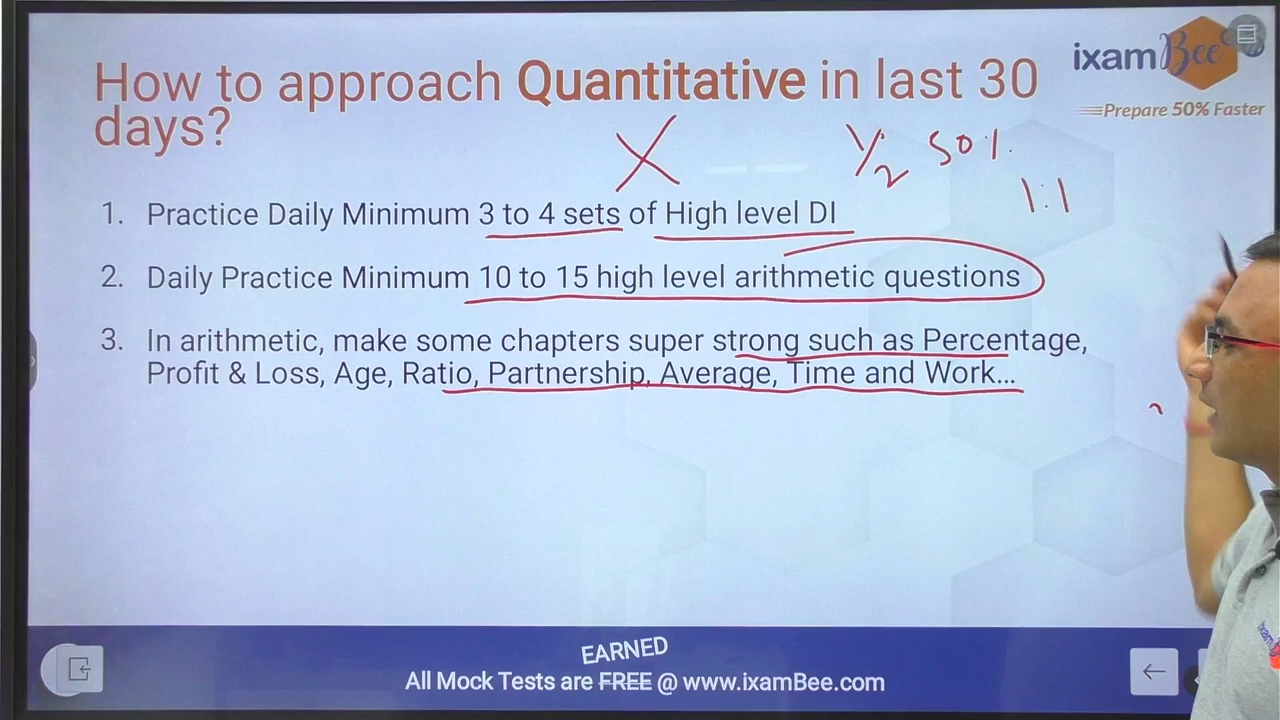 ixamBee
Prepare 50% Faster
How to approach Quantitative in last 30
days?
X
1/2 50%
1:1
1. Practice Daily Minimum 3 to 4 sets of High level DI
2. Daily Practice Minimum 10 to 15 high level arithmetic questions
3. In arithmetic, make some chapters super strong such as Percentage,
Profit & Loss, Age, Ratio, Partnership, Average, Time and Work...
EARNED
All Mock Tests are FREE @ www.ixamBee.com